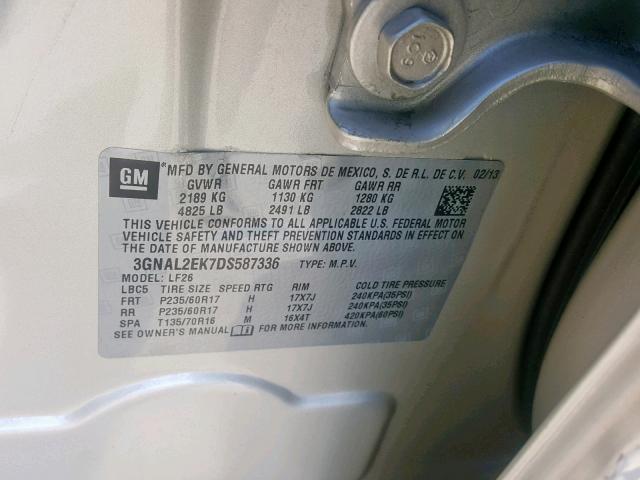 GM
*MFD BY GENERAL MOTORS DE MEXICO, S. DE R.L. DE C.V. 02/13
GVWR GAWR FRT GAWR RR
2189 KG 1130 KG 1280 KG
4825 LB 2491 LB 2822 LB
THIS VEHICLE CONFORMS TO ALL APPLICABLE U.S. FEDERAL MOTOR
VEHICLE SAFETY AND THEFT PREVENTION STANDARDS IN EFFECT ON
THE DATE OF MANUFACTURE SHOWN ABOVE.
3GNAL2EK7DS587336 TYPE: M.P.V.
MODEL: LF26
LBC5 TIRE SIZE SPEED RTG RIM COLD TIRE PRESSURE
FRT P235/60R17 H 17X7J 240KPA(35PSI)
RR P235/60R17 H 17X7J 240KPA(35PSI)
SPA T135/70R16 M 16X4T 420KPA(60PSI)
SEE OWNER'S MANUAL FOR MORE INFORMATION